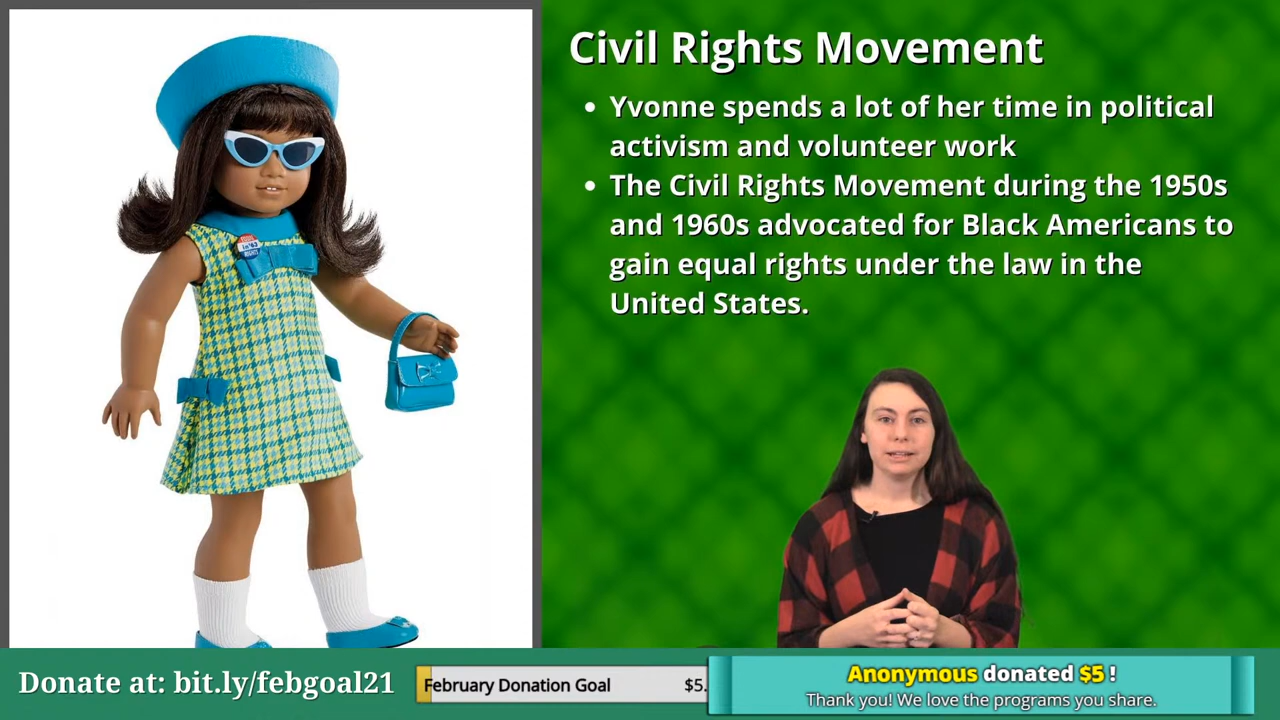 Civil Rights Movement
• Yvonne spends a lot of her time in political
activism and volunteer work
• The Civil Rights Movement during the 1950s
and 1960s advocated for Black Americans to
gain equal rights under the law in the
United States.
RIGHTS
Donate at: bit.ly/febgoal21
February Donation Goal
$5.
Anonymous donated $5 !
Thank you! We love the programs you share.